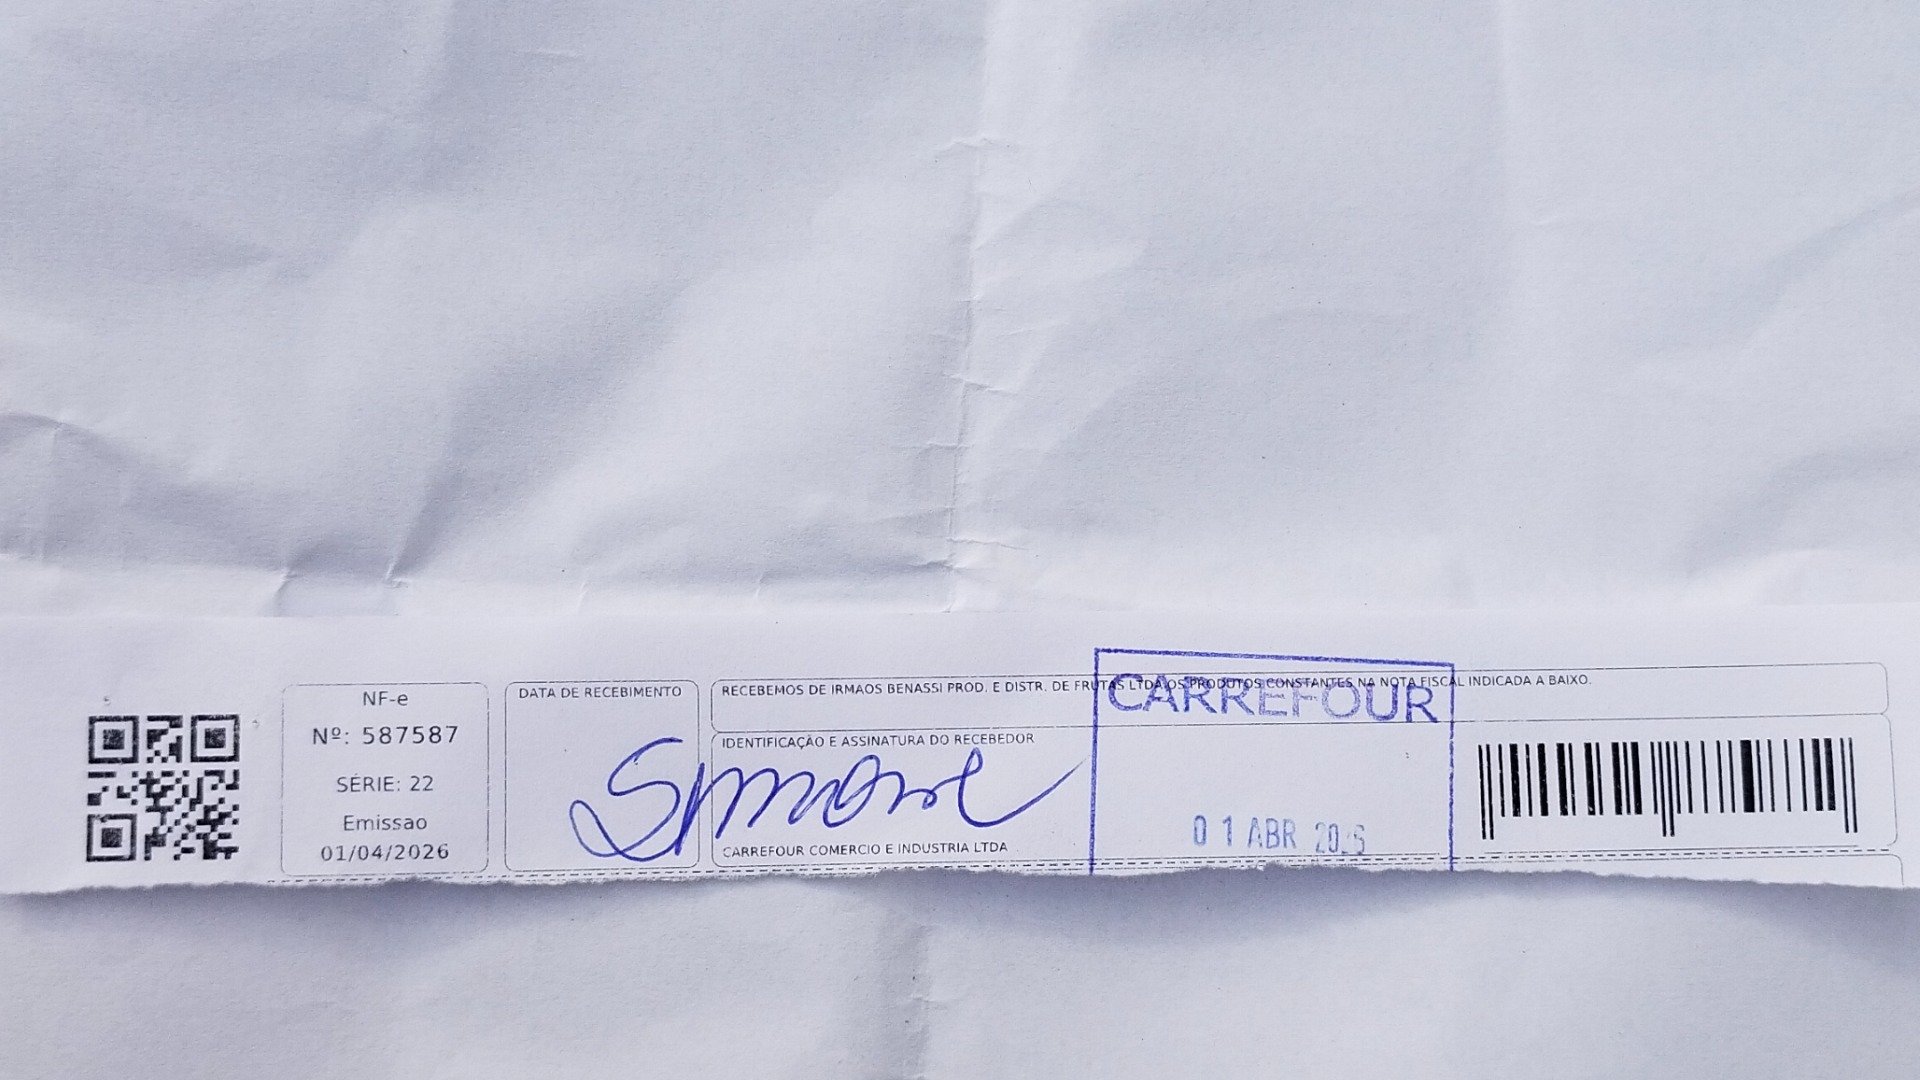 NF-e
Nº: 587587
SÉRIE: 22
Emissao
01/04/2026
DATA DE RECEBIMENTO
RECEBEMOS DE IRMAOS BENASSI PROD. E DISTR. DE FRUTAS LTDA OS PRODUTOS CONSTANTES NA NOTA FISCAL INDICADA A BAIXO.
IDENTIFICAÇÃO E ASSINATURA DO RECEBEDOR
Simone
CARREFOUR COMERCIO E INDUSTRIA LTDA
CARREFOUR
01 ABR 2026